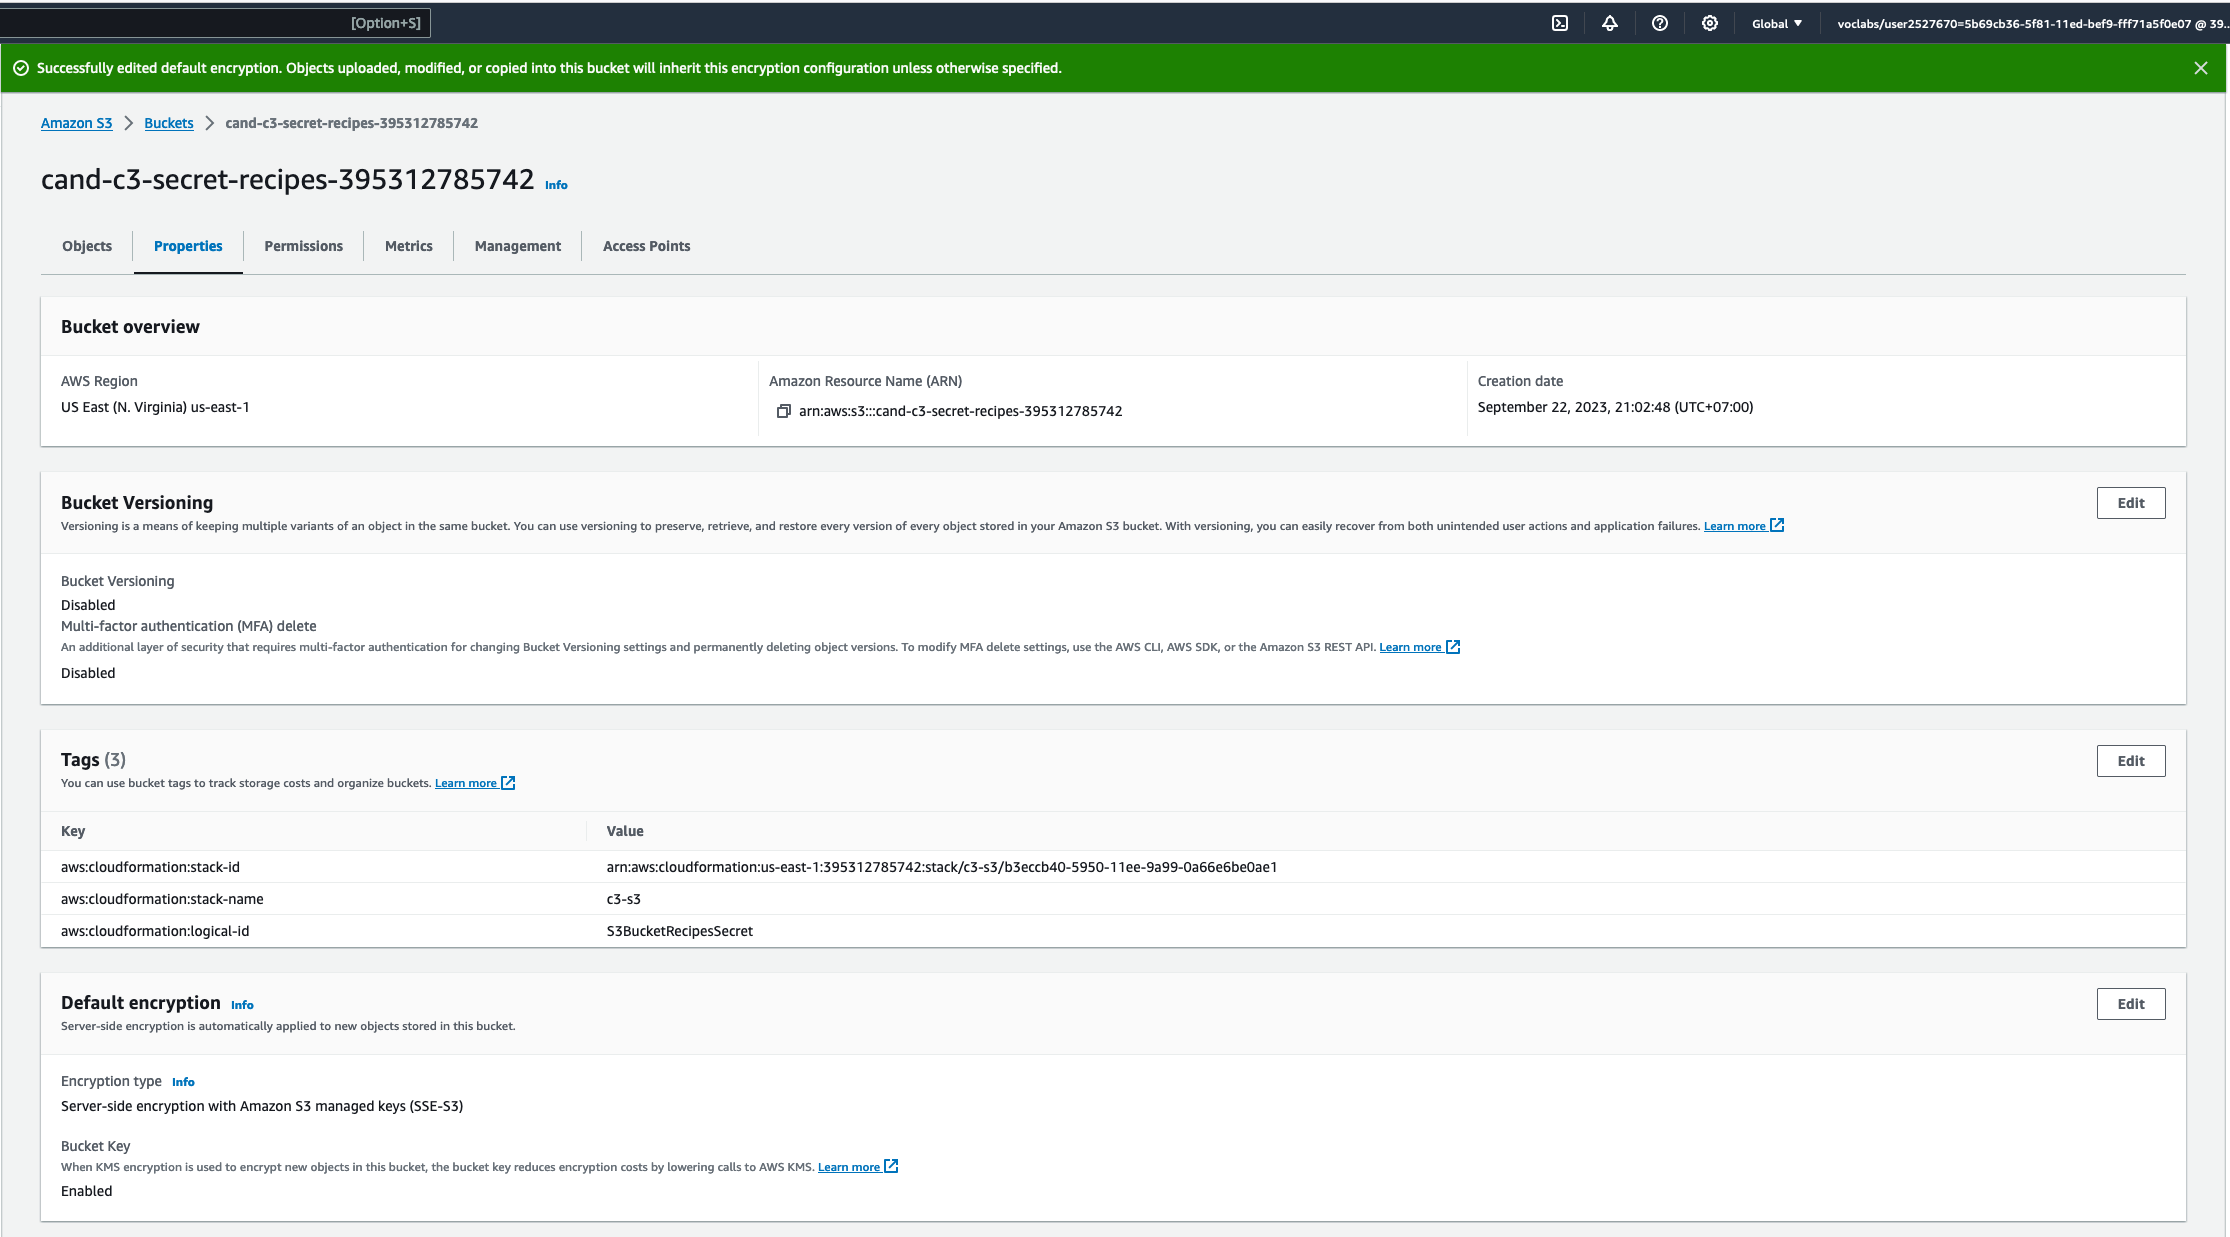 [Option+S]
Global
voclabs/user2527670=5b69cb36-5f81-11ed-bef9-fff71a5f0e07 @ 39...
Successfully edited default encryption. Objects uploaded, modified, or copied into this bucket will inherit this encryption configuration unless otherwise specified.
Amazon S3 > Buckets > cand-c3-secret-recipes-395312785742
cand-c3-secret-recipes-395312785742 Info
Objects Properties Permissions Metrics Management Access Points
Bucket overview
AWS Region
US East (N. Virginia) us-east-1
Amazon Resource Name (ARN)
arn:aws:s3:::cand-c3-secret-recipes-395312785742
Creation date
September 22, 2023, 21:02:48 (UTC+07:00)
Bucket Versioning
Edit
Versioning is a means of keeping multiple variants of an object in the same bucket. You can use versioning to preserve, retrieve, and restore every version of every object stored in your Amazon S3 bucket. With versioning, you can easily recover from both unintended user actions and application failures. Learn more
Bucket Versioning
Disabled
Multi-factor authentication (MFA) delete
An additional layer of security that requires multi-factor authentication for changing Bucket Versioning settings and permanently deleting object versions. To modify MFA delete settings, use the AWS CLI, AWS SDK, or the Amazon S3 REST API. Learn more
Disabled
Tags (3)
Edit
You can use bucket tags to track storage costs and organize buckets. Learn more
Key Value
aws:cloudformation:stack-id arn:aws:cloudformation:us-east-1:395312785742:stack/c3-s3/b3eccb40-5950-11ee-9a99-0a66e6be0ae1
aws:cloudformation:stack-name c3-s3
aws:cloudformation:logical-id S3BucketRecipesSecret
Default encryption Info
Edit
Server-side encryption is automatically applied to new objects stored in this bucket.
Encryption type Info
Server-side encryption with Amazon S3 managed keys (SSE-S3)
Bucket Key
When KMS encryption is used to encrypt new objects in this bucket, the bucket key reduces encryption costs by lowering calls to AWS KMS. Learn more
Enabled